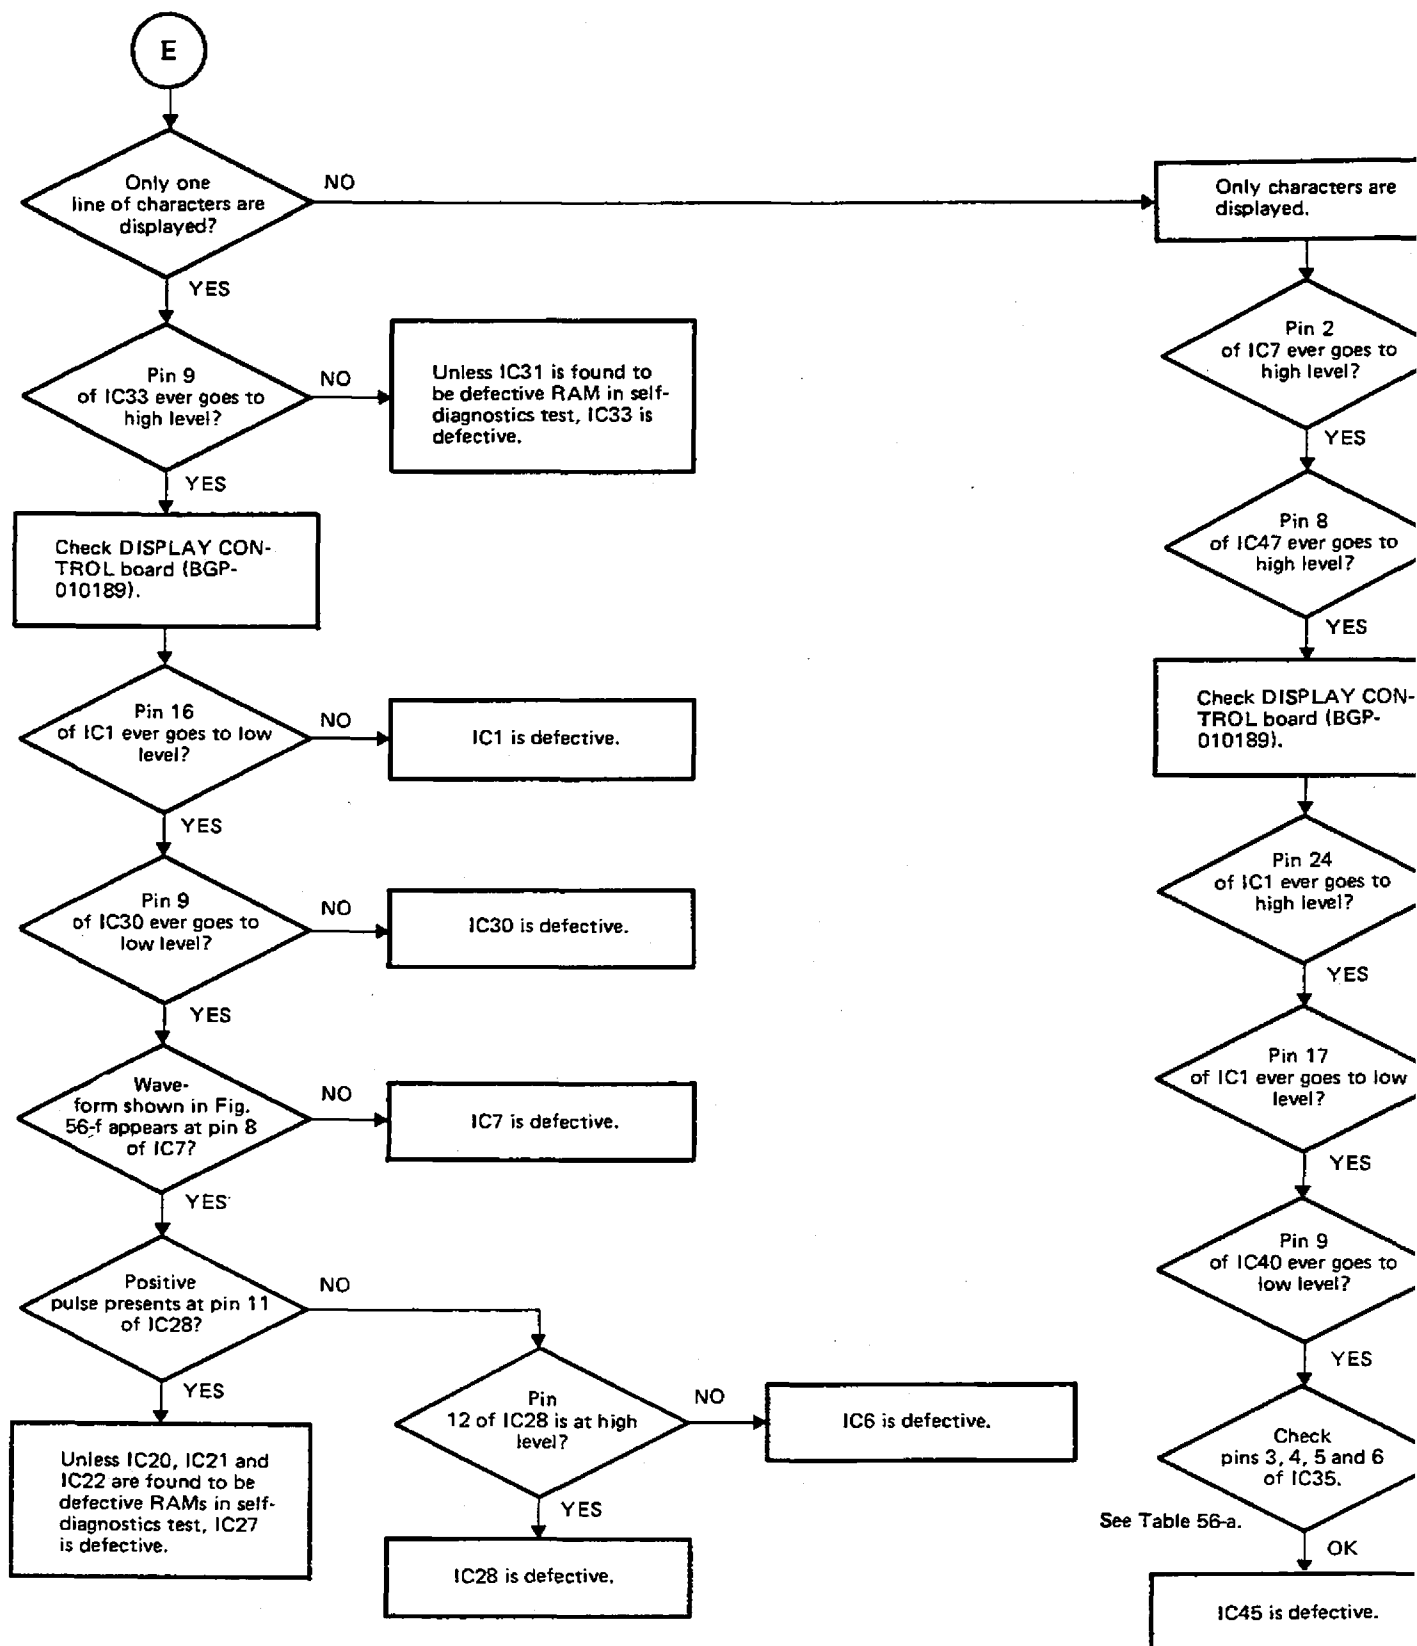 E
Only one
line of characters are
displayed?
NO
YES
Pin 9
of IC33 ever goes to
high level?
NO
Unless IC31 is found to
be defective RAM in self-
diagnostics test, IC33 is
defective.
YES
Check DISPLAY CON-
TROL board (BGP-
010189).
Pin 16
of IC1 ever goes to low
level?
NO
IC1 is defective.
YES
Pin 9
of IC30 ever goes to
low level?
NO
IC30 is defective.
YES
Wave-
form shown in Fig.
56-f appears at pin 8
of IC7?
NO
IC7 is defective.
YES
Positive
pulse presents at pin 11
of IC28?
NO
YES
Unless IC20, IC21 and
IC22 are found to be
defective RAMs in self-
diagnostics test, IC27
is defective.
Pin
12 of IC28 is at high
level?
NO
IC6 is defective.
YES
IC28 is defective.
Only characters are
displayed.
Pin 2
of IC7 ever goes to
high level?
YES
Pin 8
of IC47 ever goes to
high level?
YES
Check DISPLAY CON-
TROL board (BGP-
010189).
Pin 24
of IC1 ever goes to
high level?
YES
Pin 17
of IC1 ever goes to low
level?
YES
Pin 9
of IC40 ever goes to
low level?
YES
Check
pins 3, 4, 5 and 6
of IC35.
See Table 56-a.
OK
IC45 is defective.